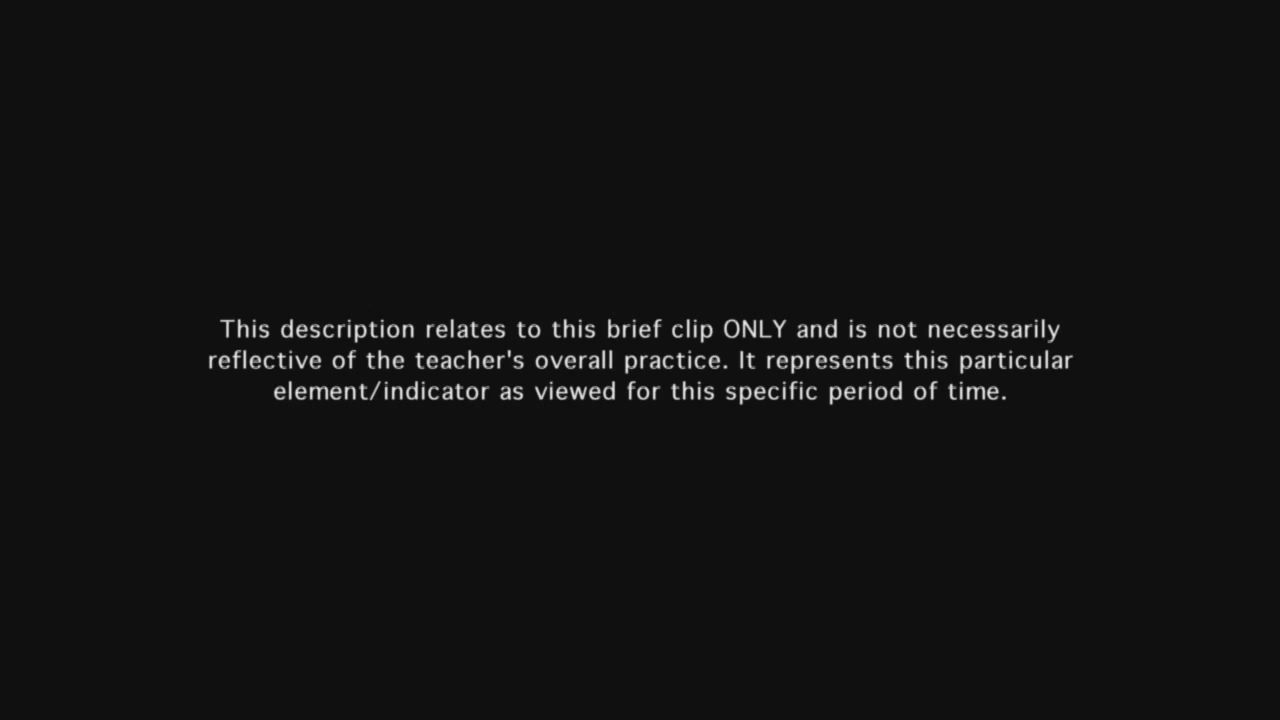 This description relates to this brief clip ONLY and is not necessarily
reflective of the teacher's overall practice. It represents this particular
element/indicator as viewed for this specific period of time.